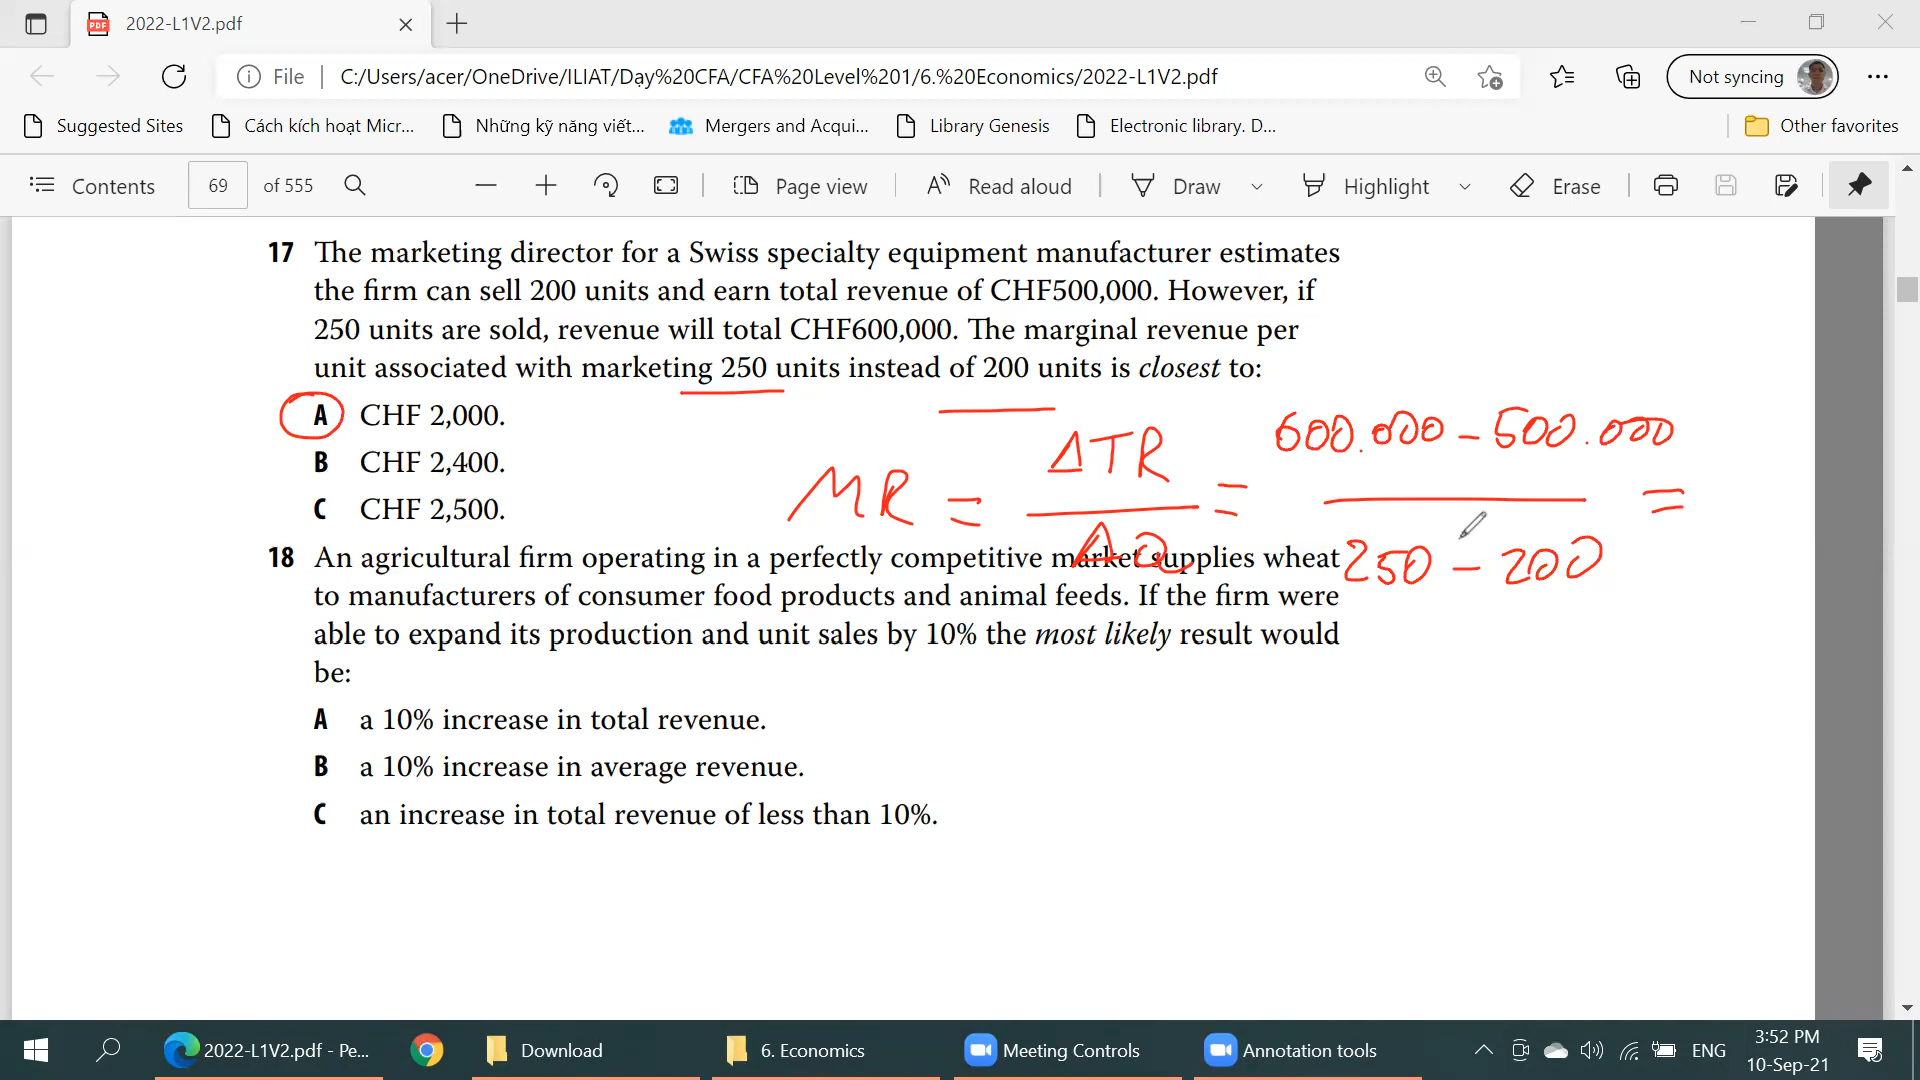 2022-L1V2.pdf
File
C:/Users/acer/OneDrive/ILIAT/Dạy%20CFA/CFA%20Level%201/6.%20Economics/2022-L1V2.pdf
Not syncing
Suggested Sites
Cách kích hoạt Micr...
Những kỹ năng viết...
Mergers and Acqui...
Library Genesis
Electronic library. D...
Other favorites
Contents
69
of 555
Page view
Read aloud
Draw
Highlight
Erase
17 The marketing director for a Swiss specialty equipment manufacturer estimates
the firm can sell 200 units and earn total revenue of CHF500,000. However, if
250 units are sold, revenue will total CHF600,000. The marginal revenue per
unit associated with marketing 250 units instead of 200 units is closest to:
A CHF 2,000.
B CHF 2,400.
C CHF 2,500.
MR = ΔTR / ΔQ = 600.000 - 500.000 / 250 - 200 =
18 An agricultural firm operating in a perfectly competitive market supplies wheat
to manufacturers of consumer food products and animal feeds. If the firm were
able to expand its production and unit sales by 10% the most likely result would
be:
A a 10% increase in total revenue.
B a 10% increase in average revenue.
C an increase in total revenue of less than 10%.
2022-L1V2.pdf - Pe...
Download
6. Economics
Meeting Controls
Annotation tools
ENG
3:52 PM
10-Sep-21